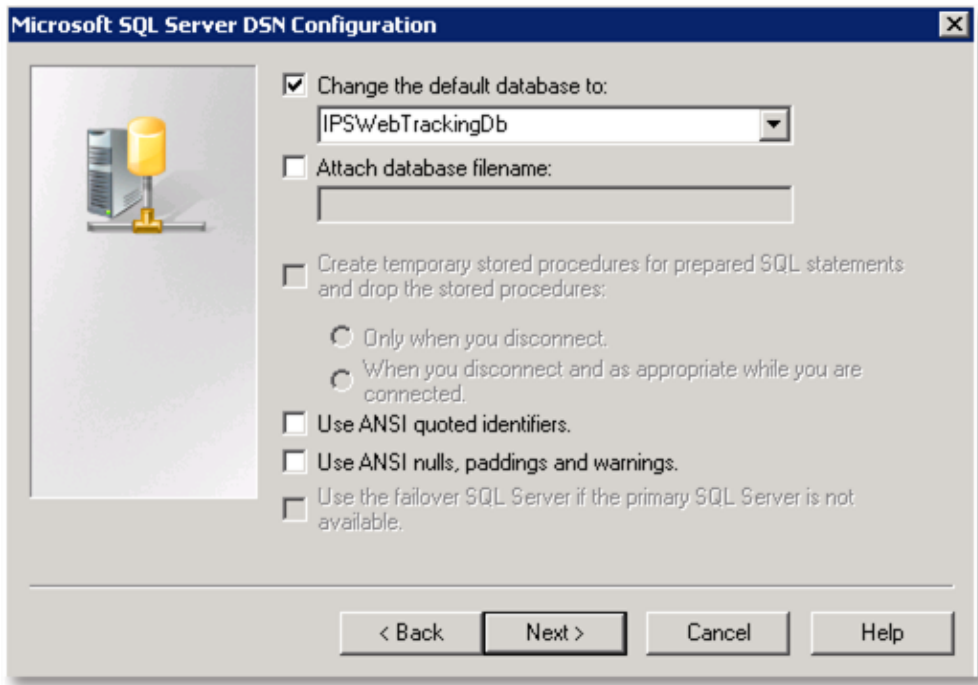 Microsoft SQL Server DSN Configuration
Change the default database to:
IPSWebTrackingDb
Attach database filename:
Create temporary stored procedures for prepared SQL statements
and drop the stored procedures:
Only when you disconnect.
When you disconnect and as appropriate while you are
connected.
Use ANSI quoted identifiers.
Use ANSI nulls, paddings and warnings.
Use the failover SQL Server if the primary SQL Server is not
available.
< Back
Next >
Cancel
Help